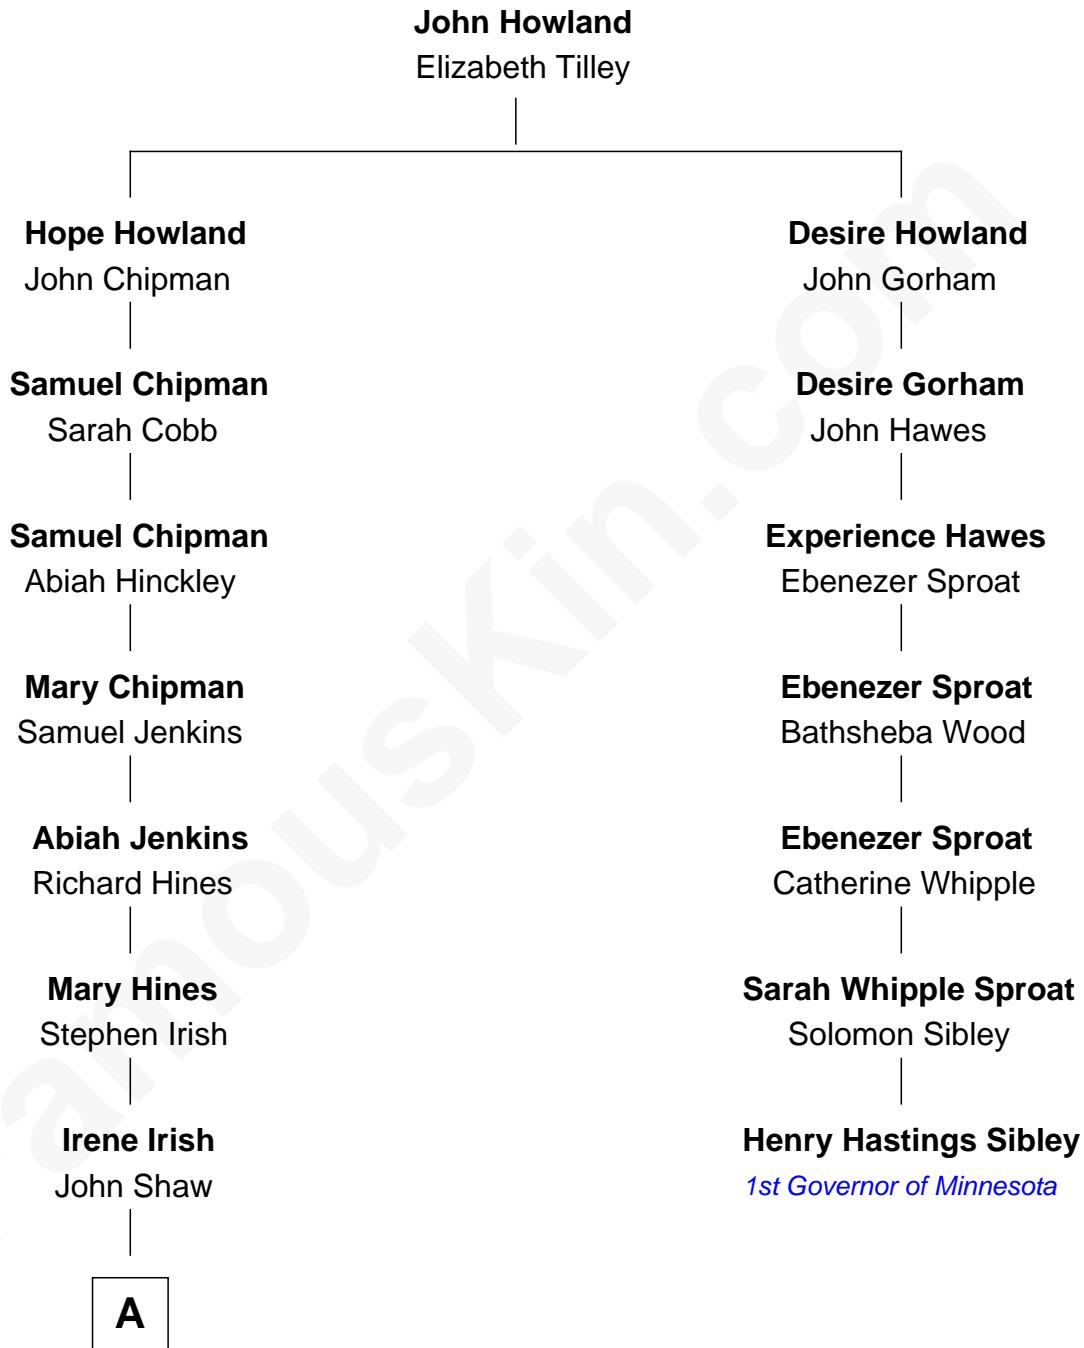 John Howland
Elizabeth Tilley
Hope Howland
John Chipman
Desire Howland
John Gorham
Samuel Chipman
Sarah Cobb
Desire Gorham
John Hawes
Samuel Chipman
Abiah Hinckley
Experience Hawes
Ebenezer Sproat
Mary Chipman
Samuel Jenkins
Ebenezer Sproat
Bathsheba Wood
Abiah Jenkins
Richard Hines
Ebenezer Sproat
Catherine Whipple
Mary Hines
Stephen Irish
Sarah Whipple Sproat
Solomon Sibley
Irene Irish
John Shaw
Henry Hastings Sibley
1st Governor of Minnesota
A
amouskin.com